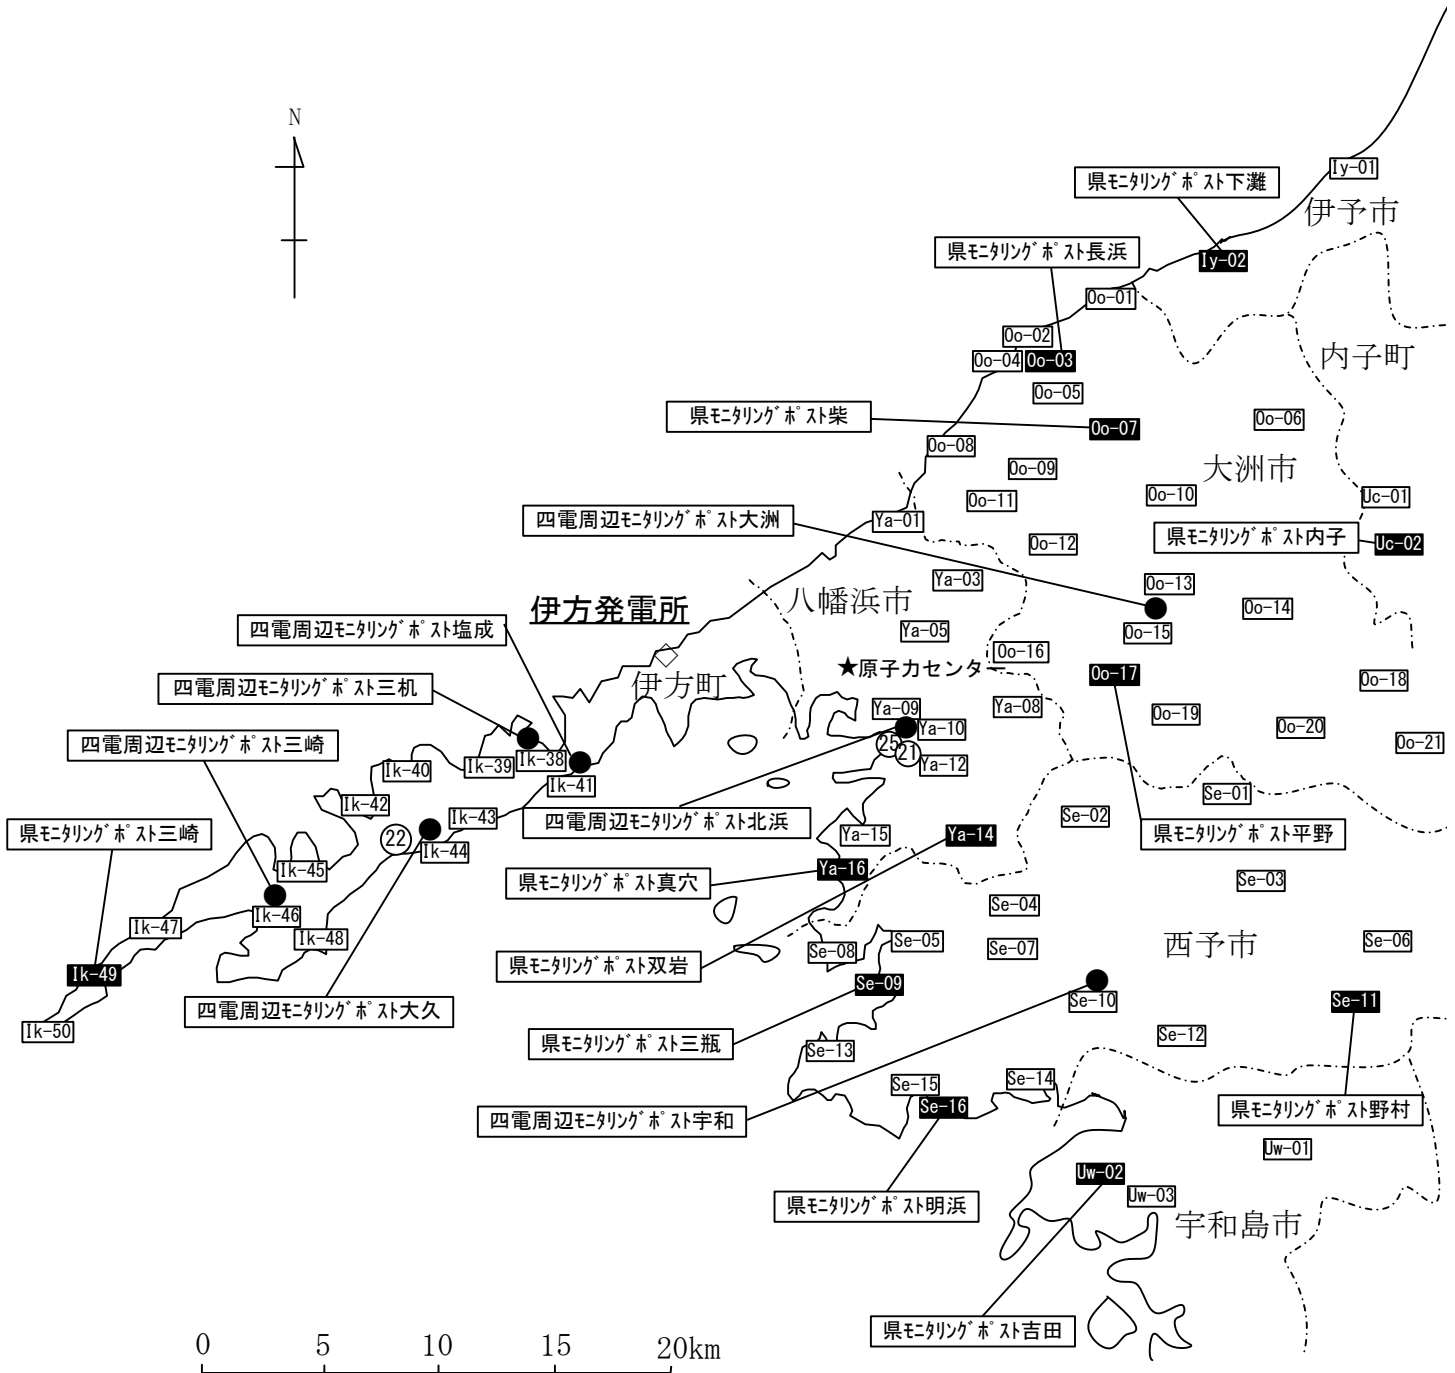 N
Iy-01
県モニタリングポスト下灘
伊予市
県モニタリングポスト長浜
Iy-02
Oo-01
Oo-02
内子町
Oo-04
Oo-03
Oo-05
県モニタリングポスト柴
Oo-07
Oo-06
Oo-08
Oo-09
大洲市
Oo-11
Oo-10
Uc-01
四電周辺モニタリングポスト大洲
Ya-01
県モニタリングポスト内子
Uc-02
Oo-12
Ya-03
Oo-13
伊方発電所
八幡浜市
Oo-14
四電周辺モニタリングポスト塩成
Ya-05
Oo-15
Oo-16
★原子力センター
四電周辺モニタリングポスト三机
伊方町
Oo-17
Oo-18
Ya-09
Ya-08
Oo-19
四電周辺モニタリングポスト三崎
Ya-10
Oo-20
Oo-21
25
21
Ik-38
Ik-39
Ik-40
Ya-12
Ik-41
Ik-42
Se-01
Ik-43
四電周辺モニタリングポスト北浜
Se-02
県モニタリングポスト三崎
22
Ya-15
Ya-14
県モニタリングポスト平野
Ik-44
Ik-45
Ya-16
県モニタリングポスト真穴
Se-03
Se-04
Ik-46
Ik-47
Ik-48
Se-05
西予市
Se-06
Se-08
Se-07
県モニタリングポスト双岩
Ik-49
Se-09
Se-10
Se-11
四電周辺モニタリングポスト大久
Ik-50
県モニタリングポスト三瓶
Se-12
Se-13
Se-14
Se-15
Se-16
県モニタリングポスト野村
四電周辺モニタリングポスト宇和
Uw-01
Uw-02
Uw-03
県モニタリングポスト明浜
宇和島市
県モニタリングポスト吉田
0 5 10 15 20km